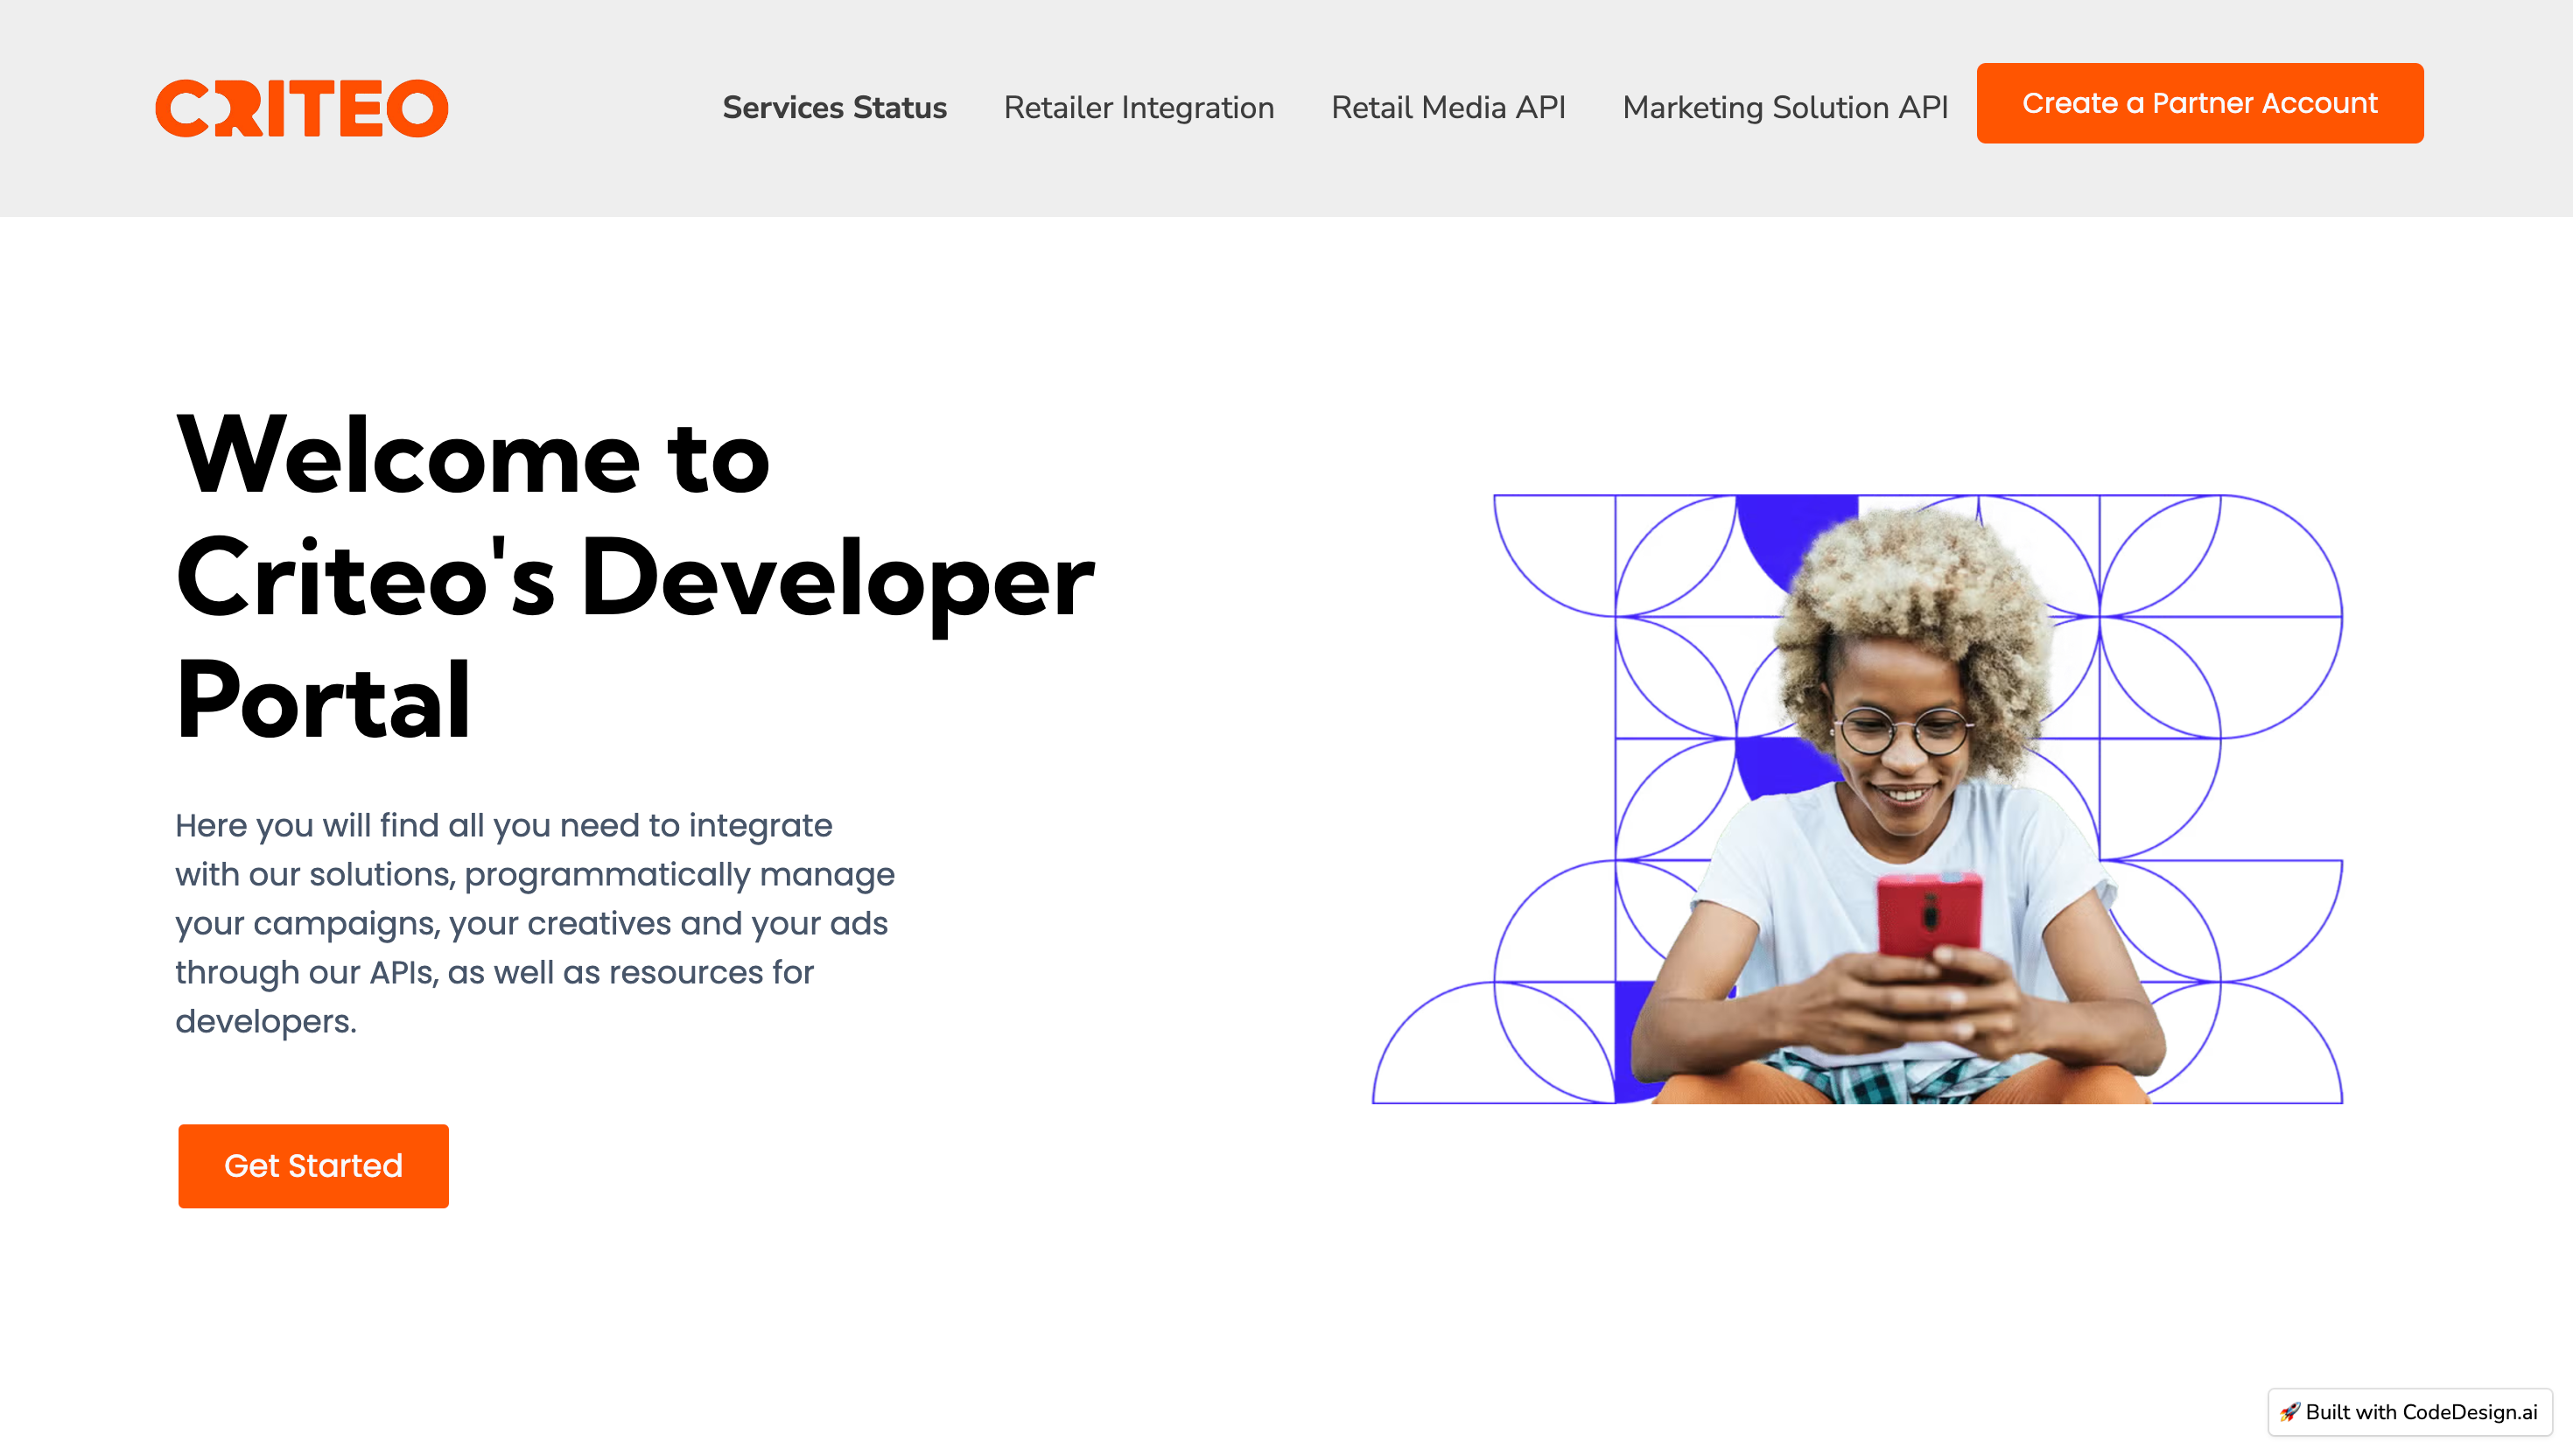 CRITEO
Services Status
Retailer Integration
Retail Media API
Marketing Solution API
Create a Partner Account
Welcome to
Criteo's Developer
Portal
Here you will find all you need to integrate
with our solutions, programmatically manage
your campaigns, your creatives and your ads
through our APIs, as well as resources for
developers.
Get Started
🚀 Built with CodeDesign.ai